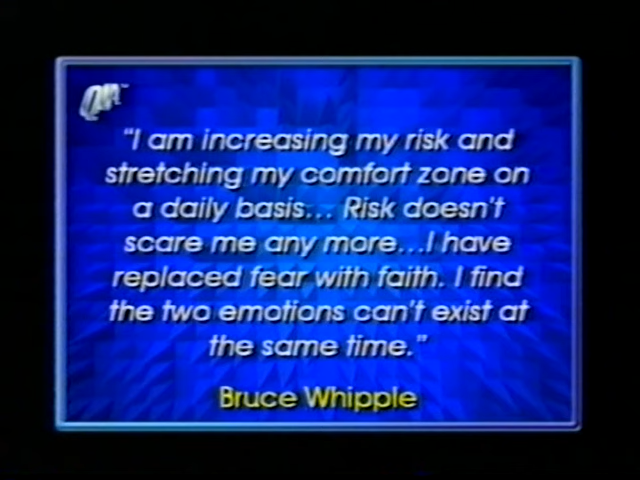 "I am increasing my risk and
stretching my comfort zone on
a daily basis... Risk doesn't
scare me any more...I have
replaced fear with faith. I find
the two emotions can't exist at
the same time."
Bruce Whipple